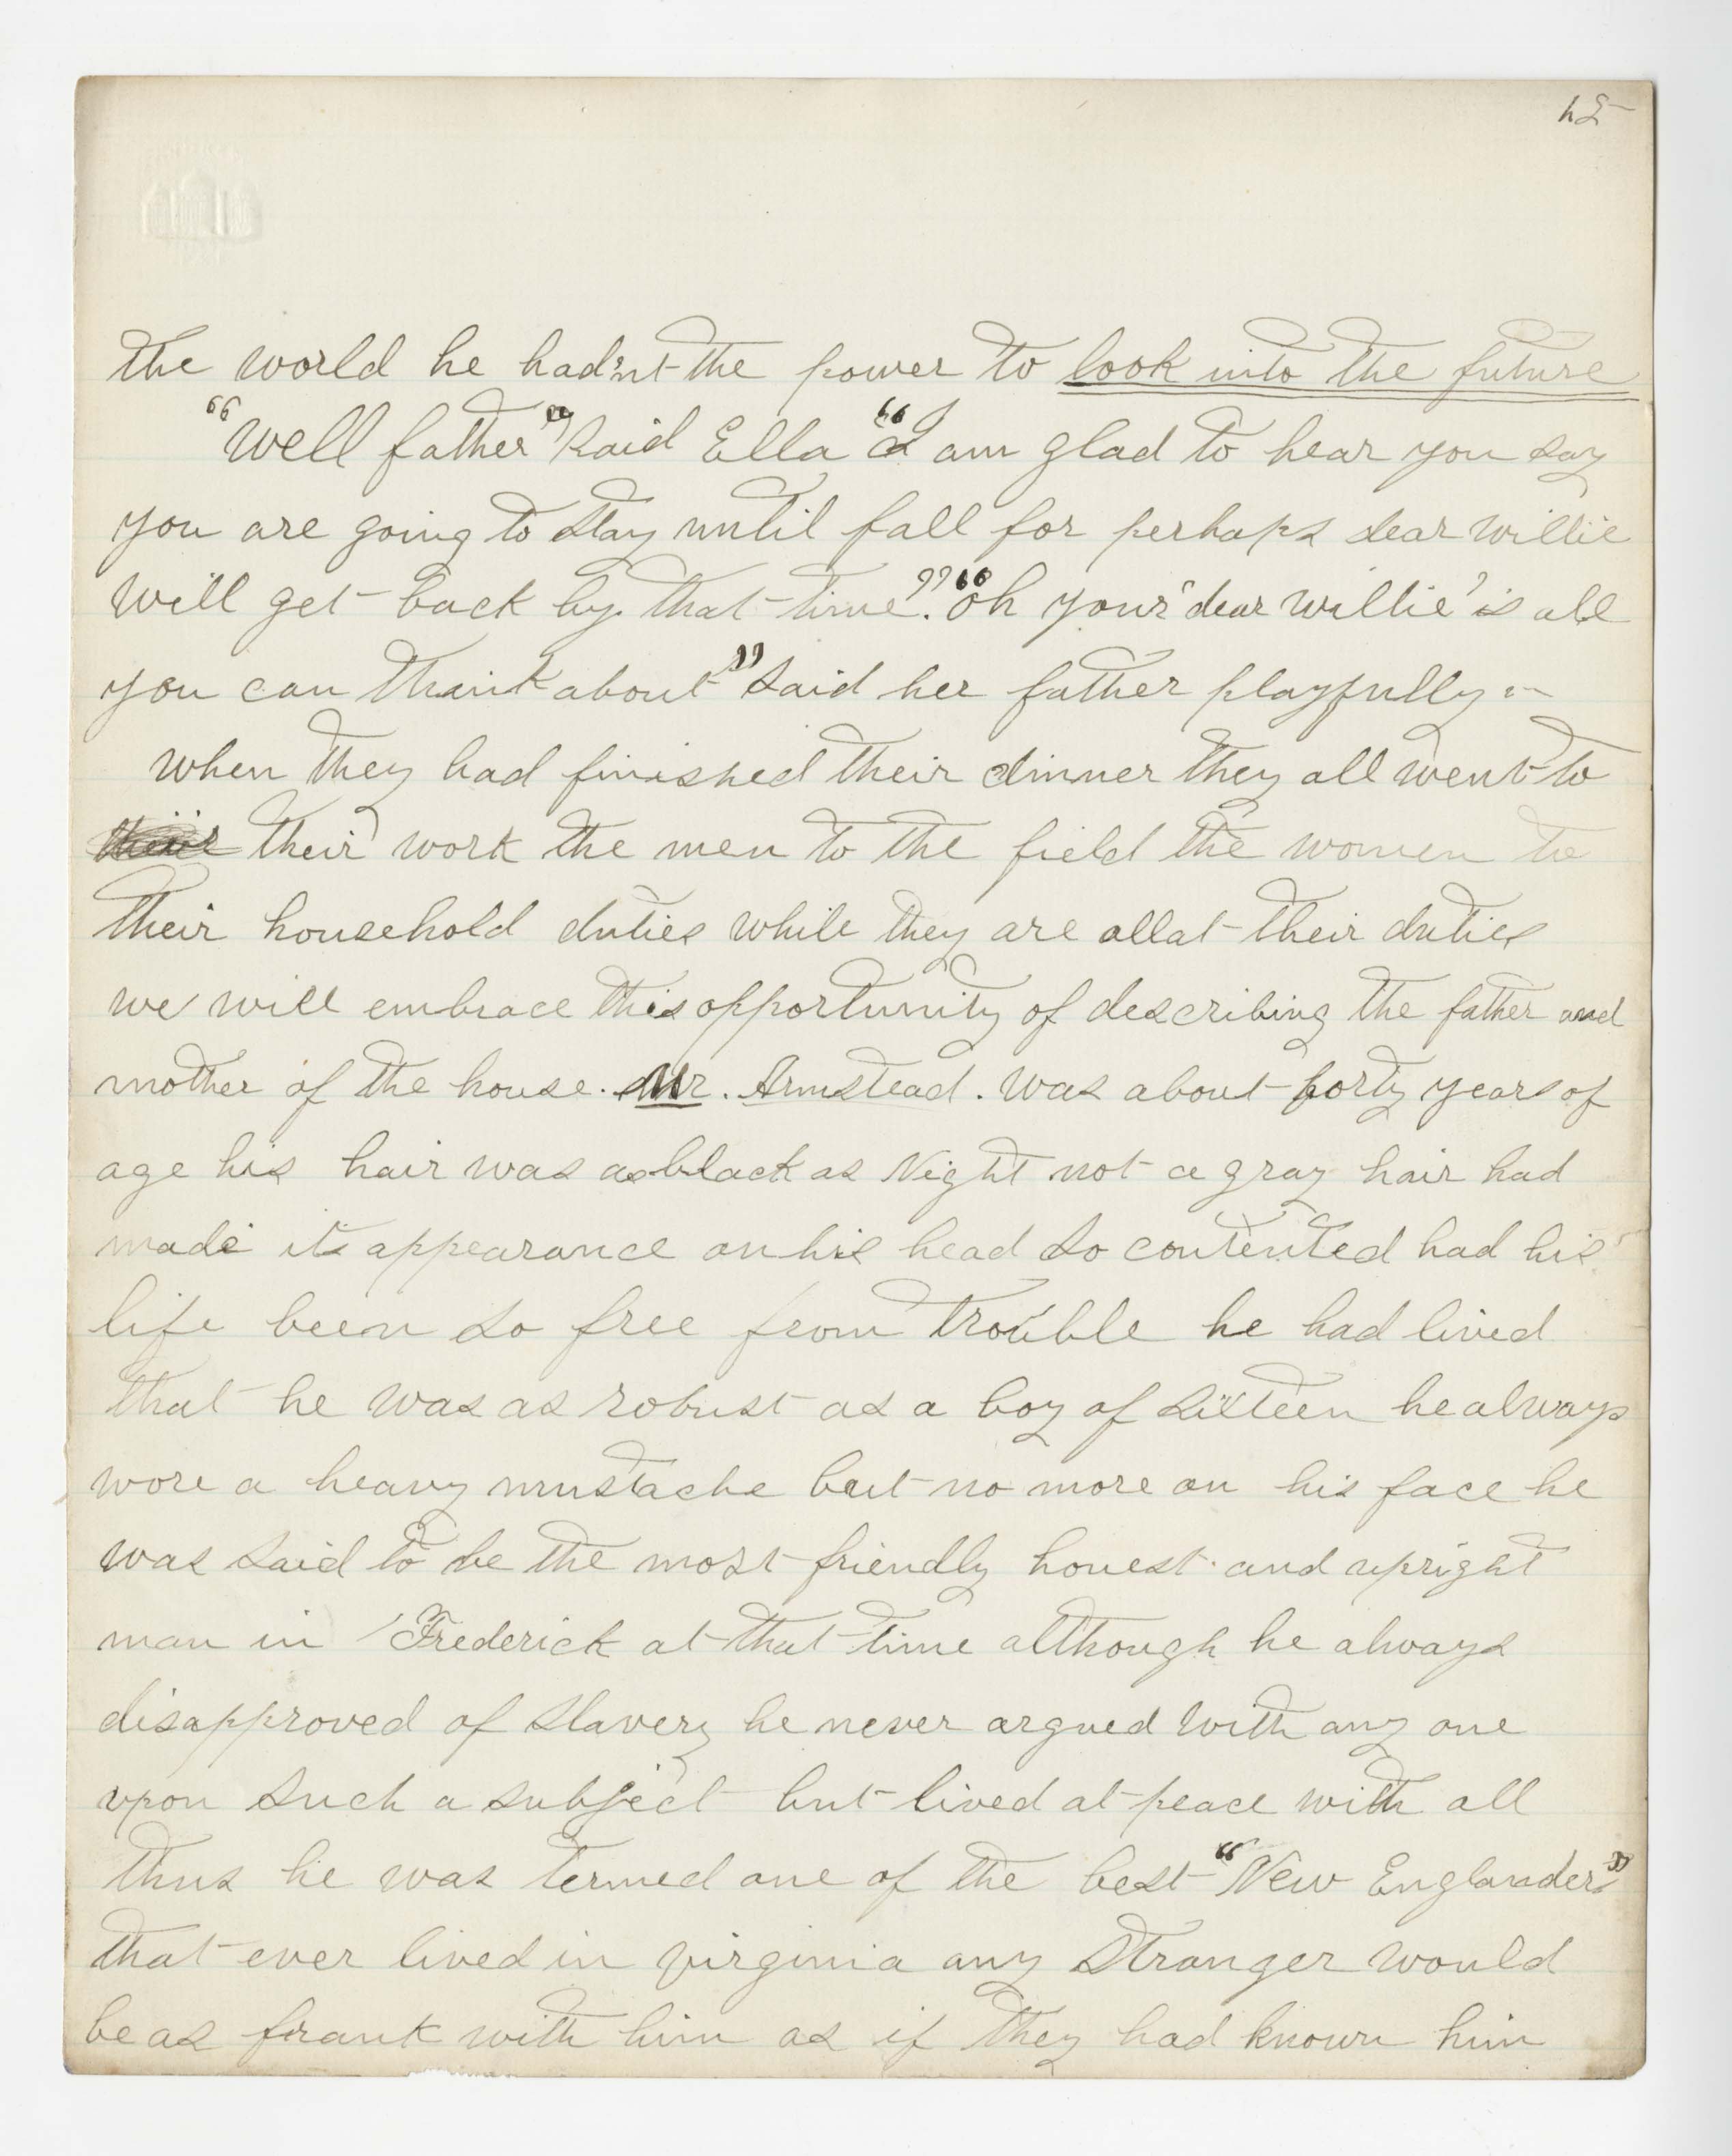 the world he had'nt the power to look into the future
"Well father" said Ella "I am glad to hear you say
you are going to stay until fall for perhaps dear Willie
will get back by that time." "oh your 'dear Willie' is all
you can think about" said her father playfully
when they had finished their dinner they all went to
their their work the men to the field the women to
their household duties while they are all at their duties
we will embrace this opportunity of describing the father and
mother of the house. Mr. Armstead. was about forty years of
age his hair was as black as Night not a gray hair had
made its appearance on his head so contented had his
life been so free from trouble he had lived
that he was as robust as a boy of sixteen he always
wore a heavy mustache but no more on his face he
was said to be the most friendly honest and upright
man in Frederick at that time although he always
disapproved of slavery he never argued with any one
upon such a subject but lived at peace with all
thus he was termed one of the best "New Englanders"
that ever lived in virginia any stranger would
be as frank with him as if they had known him